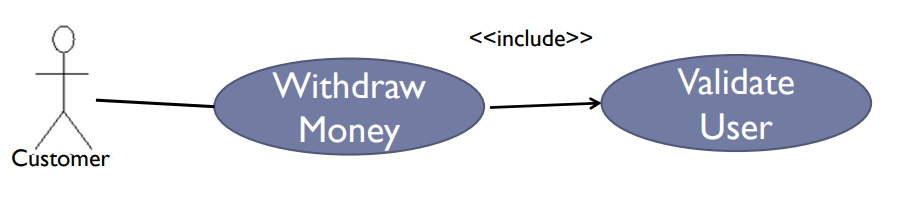 <<include>>
Withdraw
Money
Validate
User
Customer